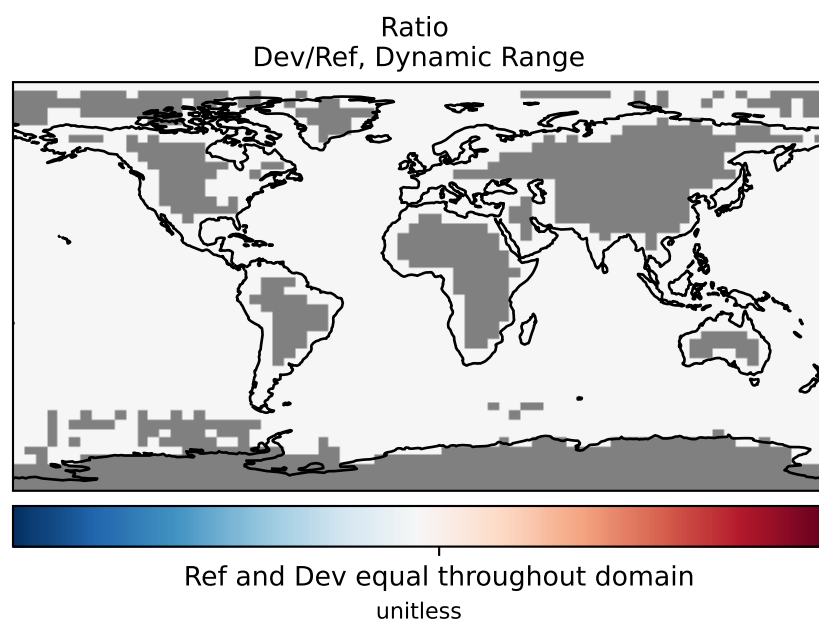 Ratio
Dev/Ref, Dynamic Range
Ref and Dev equal throughout domain
unitless